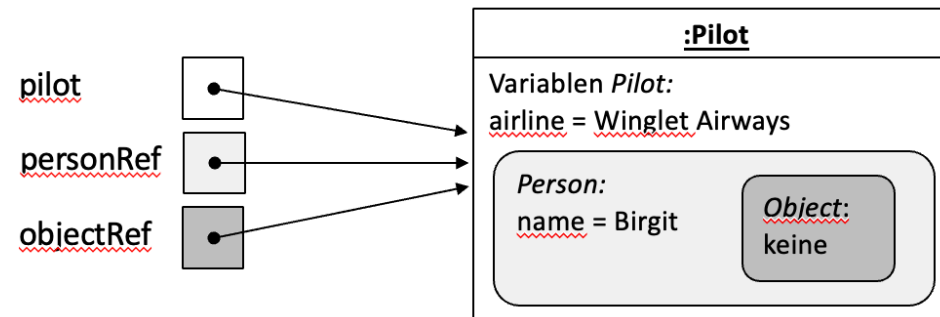 pilot
personRef
objectRef
:Pilot
Variablen Pilot:
airline = Winglet Airways
Person:
name = Birgit
Object:
keine